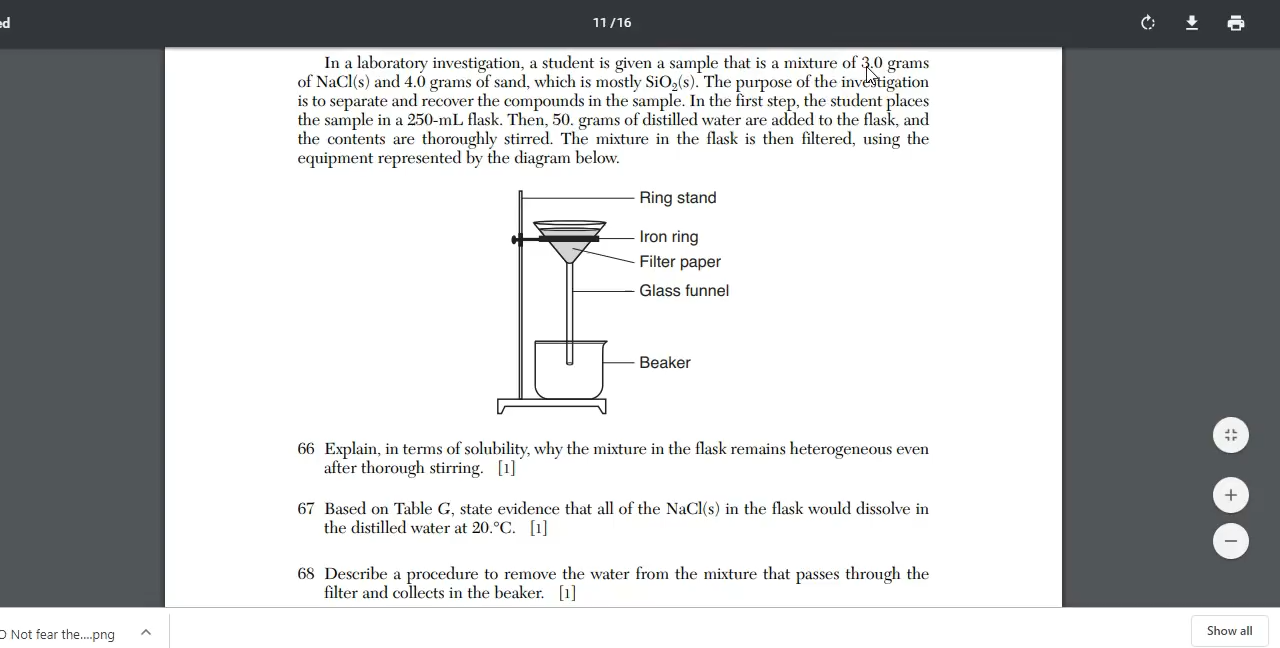 ed
11 / 16
In a laboratory investigation, a student is given a sample that is a mixture of 3.0 grams
of NaCl(s) and 4.0 grams of sand, which is mostly SiO₂(s). The purpose of the investigation
is to separate and recover the compounds in the sample. In the first step, the student places
the sample in a 250-mL flask. Then, 50. grams of distilled water are added to the flask, and
the contents are thoroughly stirred. The mixture in the flask is then filtered, using the
equipment represented by the diagram below.
Ring stand
Iron ring
Filter paper
Glass funnel
Beaker
66 Explain, in terms of solubility, why the mixture in the flask remains heterogeneous even
after thorough stirring. [1]
67 Based on Table G, state evidence that all of the NaCl(s) in the flask would dissolve in
the distilled water at 20.°C. [1]
68 Describe a procedure to remove the water from the mixture that passes through the
filter and collects in the beaker. [1]
O Not fear the....png
Show all